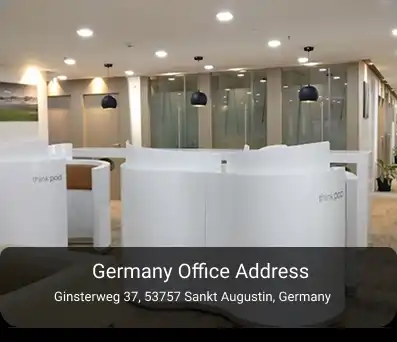 think pod
think pod
Germany Office Address
Ginsterweg 37, 53757 Sankt Augustin, Germany